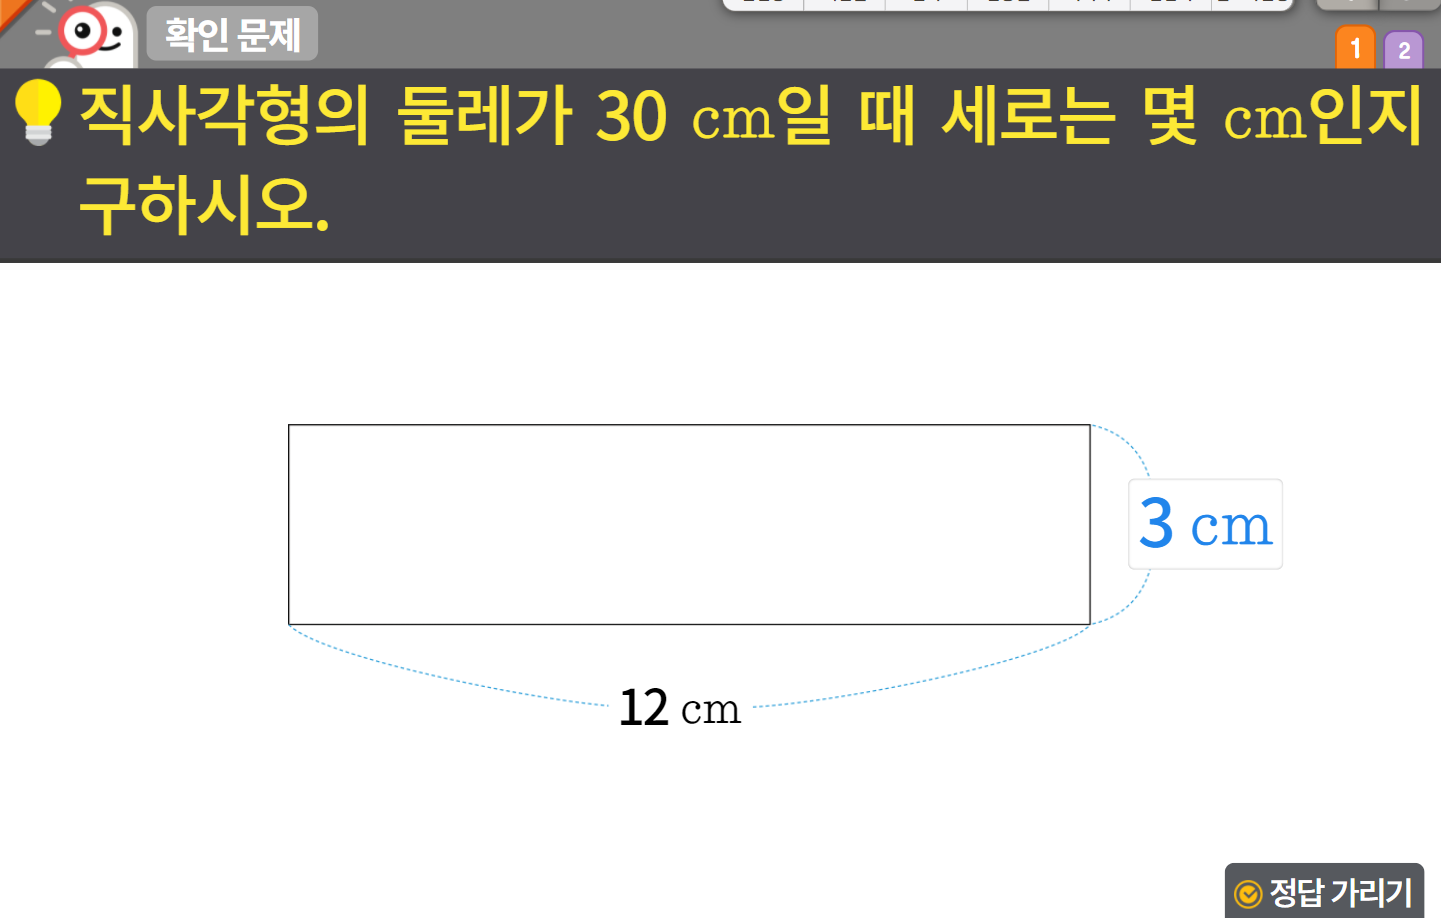 확인 문제
1
2
직사각형의 둘레가 30 cm일 때 세로는 몇 cm인지
구하시오.
3 cm
12 cm
정답 가리기